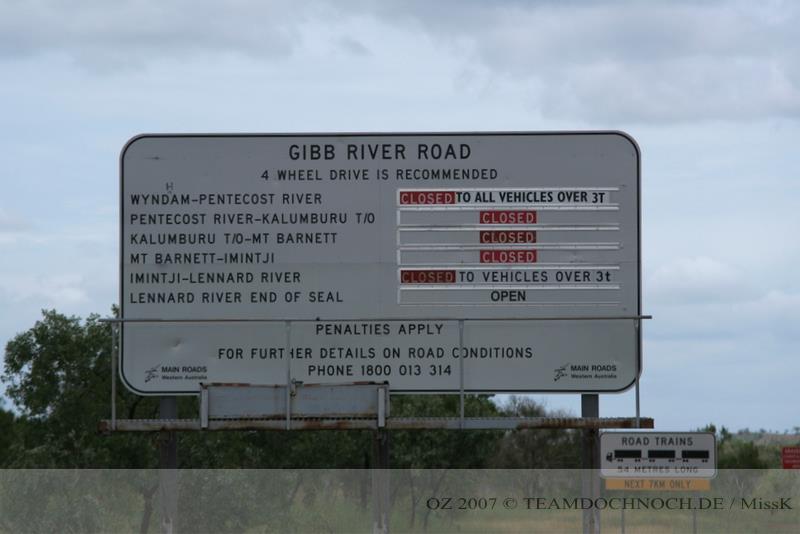 GIBB RIVER ROAD
4 WHEEL DRIVE IS RECOMMENDED
H
WYNDAM-PENTECOST RIVER CLOSED TO ALL VEHICLES OVER 3T
PENTECOST RIVER-KALUMBURU T/O CLOSED
KALUMBURU T/O-MT BARNETT CLOSED
MT BARNETT-IMINTJI CLOSED
IMINTJI-LENNARD RIVER CLOSED TO VEHICLES OVER 3t
LENNARD RIVER END OF SEAL OPEN
PENALTIES APPLY
FOR FURTHER DETAILS ON ROAD CONDITIONS
PHONE 1800 013 314
MAIN ROADS
Western Australia
MAIN ROADS
Western Australia
ROAD TRAINS
54 METRES LONG
NEXT 7KM ONLY
OZ 2007 © TEAMDOCHNOCH.DE / MissK